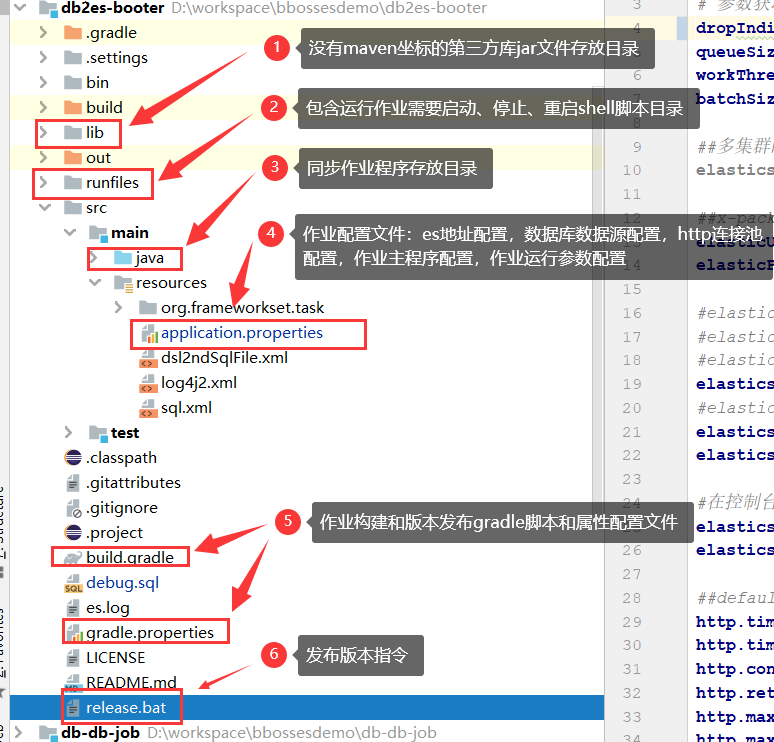 db2es-booter D:\workspace\bbossesdemo\db2es-booter
.gradle
.settings
bin
build
lib
out
runfiles
src
main
java
resources
org.frameworkset.task
application.properties
dsl2ndSqlFile.xml
log4j2.xml
sql.xml
test
.classpath
.gitattributes
.gitignore
.project
build.gradle
debug.sql
es.log
gradle.properties
LICENSE
README.md
release.bat
db-db-job D:\workspace\bbossesdemo\db-db-job
1 没有maven坐标的第三方库jar文件存放目录
2 包含运行作业需要启动、停止、重启shell脚本目录
3 同步作业程序存放目录
4 作业配置文件：es地址配置，数据库数据源配置，http连接池
配置，作业主程序配置，作业运行参数配置
5 作业构建和版本发布gradle脚本和属性配置文件
6 发布版本指令
3
4 dropIndi
queueSiz
6 workThre
batchSiz
9 ##多集群
10 elastics
11
##x-pack
14 elasticP
15
16 #elastic
17 #elastic
18 #elastic
19 elastics
20 #elastic
21 elastics
22 elastics
23
#在控制台
elastics
26 elastics
27
28 ##defaul
29 http.tim
30 http.tim
31 http.con
32 http.ret
33 http.max
34 http.max